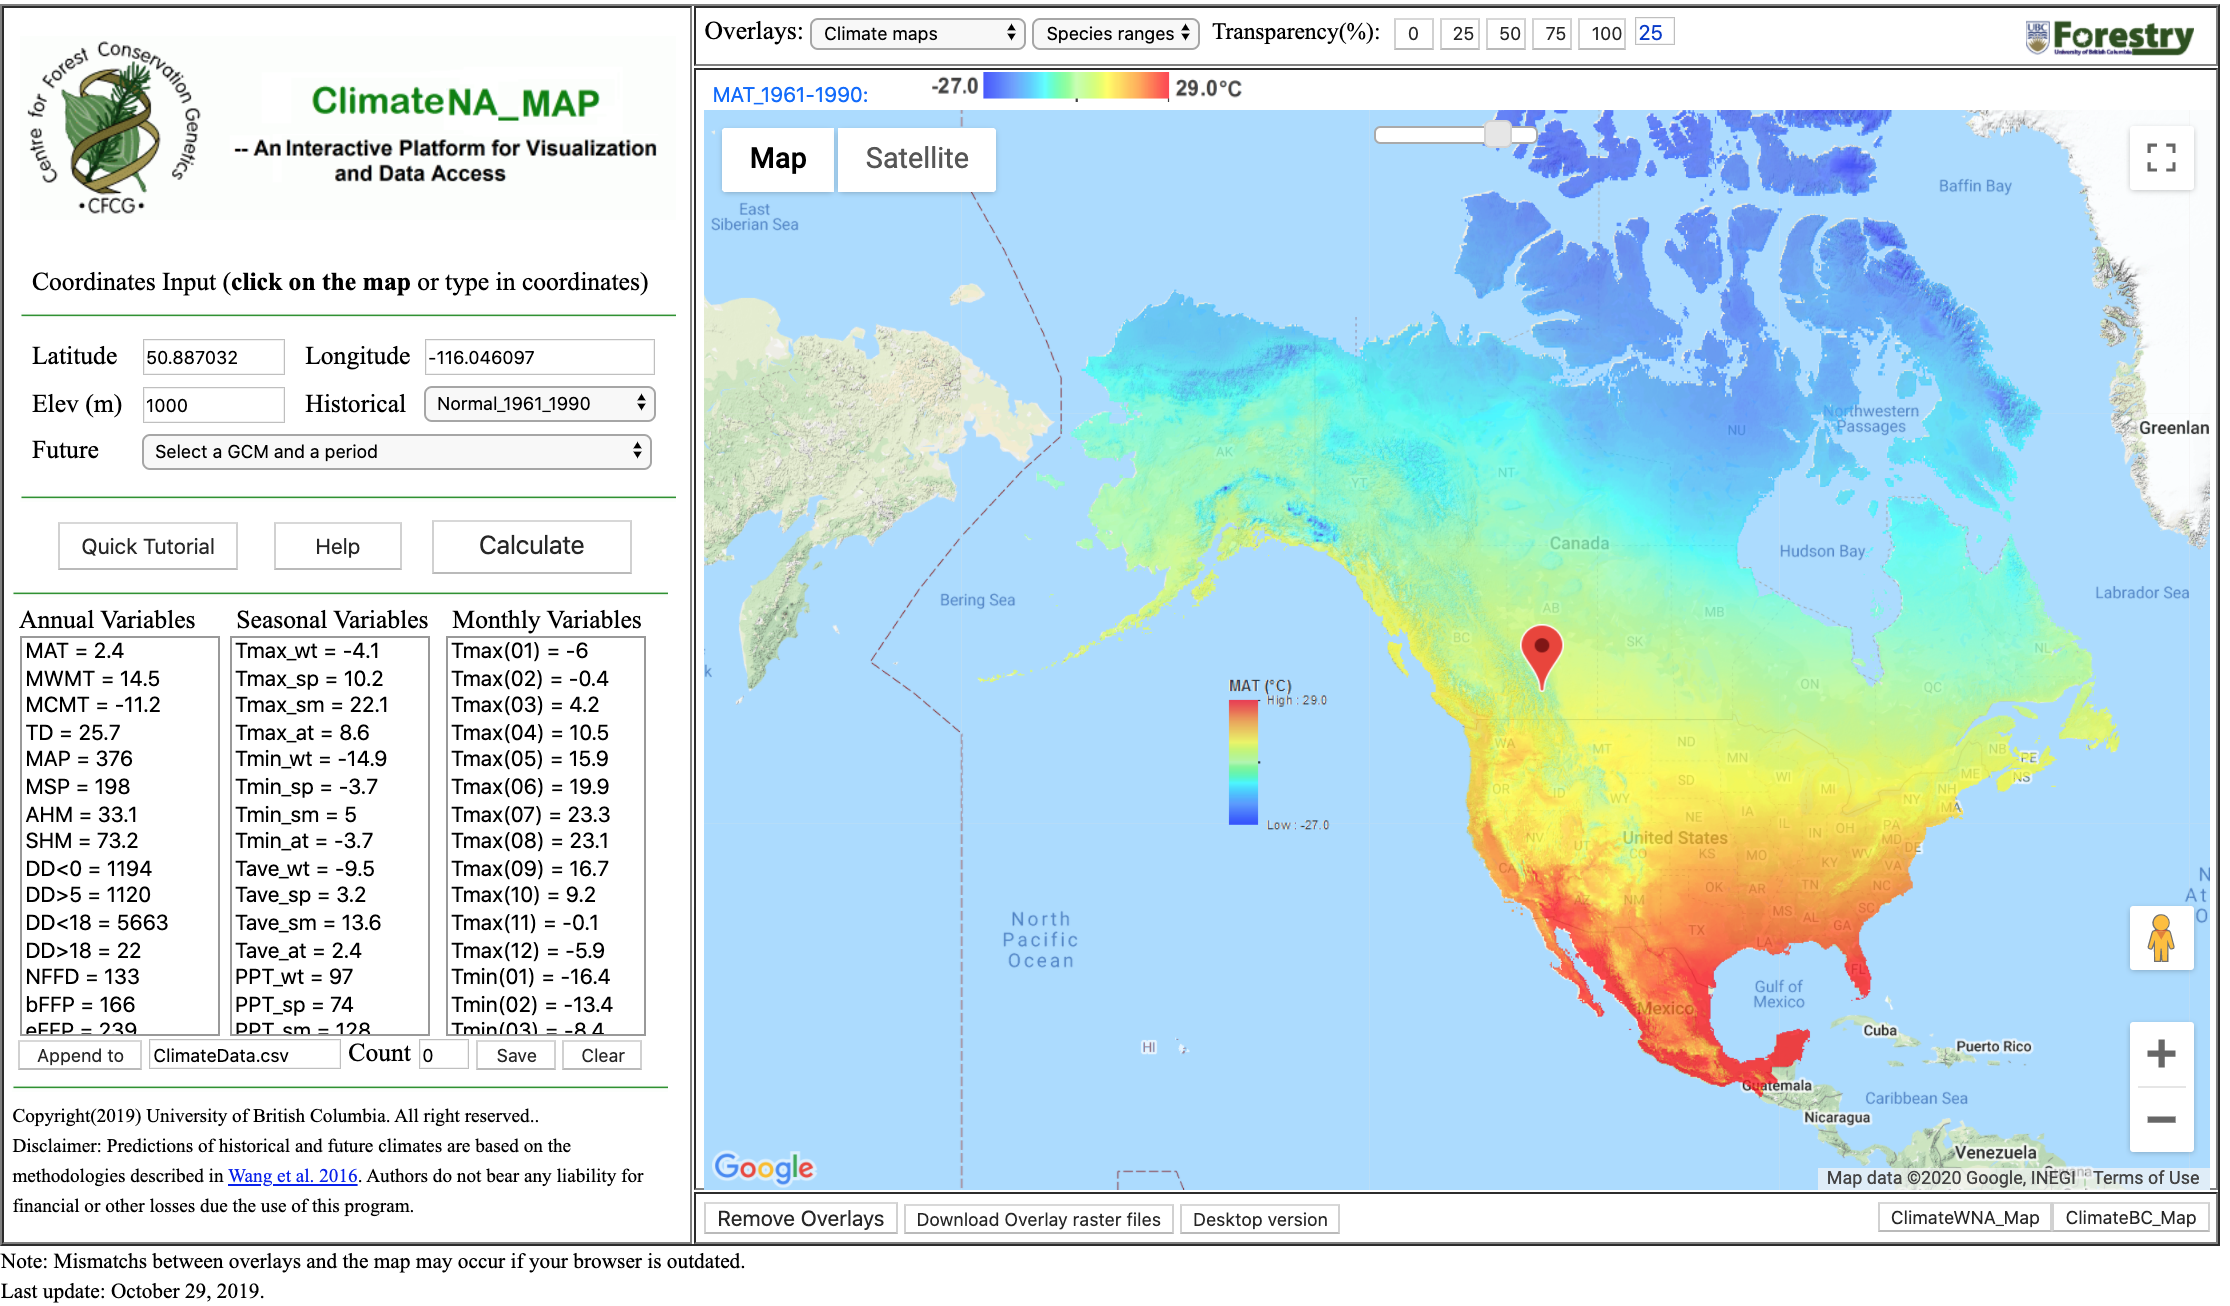 Centre for Forest Conservation Genetics
•CFCG•
ClimateNA_MAP
-- An Interactive Platform for Visualization
and Data Access
Coordinates Input (click on the map or type in coordinates)
Latitude 50.887032 Longitude -116.046097
Elev (m) 1000 Historical Normal_1961_1990
Future Select a GCM and a period
Quick Tutorial Help Calculate
Annual Variables
MAT = 2.4
MWMT = 14.5
MCMT = -11.2
TD = 25.7
MAP = 376
MSP = 198
AHM = 33.1
SHM = 73.2
DD<0 = 1194
DD>5 = 1120
DD<18 = 5663
DD>18 = 22
NFFD = 133
bFFP = 166
eFFP = 239
Seasonal Variables
Tmax_wt = -4.1
Tmax_sp = 10.2
Tmax_sm = 22.1
Tmax_at = 8.6
Tmin_wt = -14.9
Tmin_sp = -3.7
Tmin_sm = 5
Tmin_at = -3.7
Tave_wt = -9.5
Tave_sp = 3.2
Tave_sm = 13.6
Tave_at = 2.4
PPT_wt = 97
PPT_sp = 74
PPT_sm = 128
Monthly Variables
Tmax(01) = -6
Tmax(02) = -0.4
Tmax(03) = 4.2
Tmax(04) = 10.5
Tmax(05) = 15.9
Tmax(06) = 19.9
Tmax(07) = 23.3
Tmax(08) = 23.1
Tmax(09) = 16.7
Tmax(10) = 9.2
Tmax(11) = -0.1
Tmax(12) = -5.9
Tmin(01) = -16.4
Tmin(02) = -13.4
Tmin(03) = -8.4
Append to ClimateData.csv Count 0 Save Clear
Copyright(2019) University of British Columbia. All right reserved..
Disclaimer: Predictions of historical and future climates are based on the
methodologies described in Wang et al. 2016. Authors do not bear any liability for
financial or other losses due the use of this program.
Overlays: Climate maps Species ranges Transparency(%): 0 25 50 75 100 25
UBC Forestry
University of British Columbia
MAT_1961-1990: -27.0 29.0°C
Map Satellite
Baffin Bay
East
Siberian Sea
Northwestern
Passages
NU
Greenlan
AK
NT
YT
Canada
Hudson Bay
Labrador Sea
Bering Sea
AB
MB
BC
SK
NL
k
ON
QC
MAT (°C)
High : 29.0
Low : -27.0
WA
MT
ND
MN
NB
PE
NS
ME
OR
ID
WY
SD
WI
MI
NH
NY
MA
IA
NE
IL
IN
OH
PA
MD
DE
NV
UT
CO
United States
KS
MO
KY
WV
VA
CA
N
At
O
AZ
NM
OK
AR
TN
NC
SC
MS
AL
GA
TX
LA
FL
North
Pacific
Ocean
Gulf of
Mexico
Mexico
Cuba
Puerto Rico
HI
Guatemala
Caribbean Sea
Nicaragua
Venezuela
Guyana
Google
Map data ©2020 Google, INEGI Terms of Use
Remove Overlays Download Overlay raster files Desktop version ClimateWNA_Map ClimateBC_Map
Note: Mismatchs between overlays and the map may occur if your browser is outdated.
Last update: October 29, 2019.